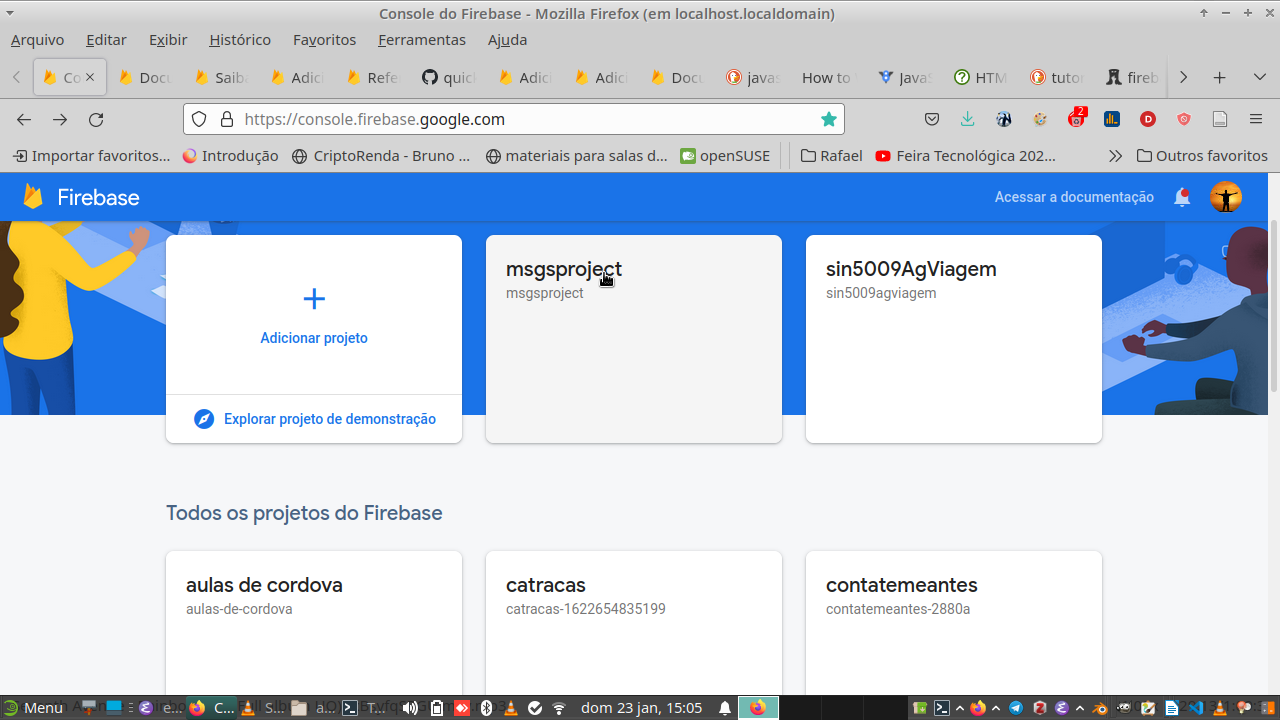 Console do Firebase - Mozilla Firefox (em localhost.localdomain)
Arquivo Editar Exibir Histórico Favoritos Ferramentas Ajuda
Co Docu Saib Adic Refe quic Adic Adic Docu javas How to JavaS HTM tuto fireb
https://console.firebase.google.com
2
Importar favoritos... Introdução CriptoRenda - Bruno ... materiais para salas d... openSUSE Rafael Feira Tecnológica 202... Outros favoritos
Firebase
Acessar a documentação
Adicionar projeto
Explorar projeto de demonstração
msgsproject
msgsproject
sin5009AgViagem
sin5009agviagem
Todos os projetos do Firebase
aulas de cordova
aulas-de-cordova
catracas
catracas-1622654835199
contatemeantes
contatemeantes-2880a
Menu e... C... S... a... T... dom 23 jan, 15:05